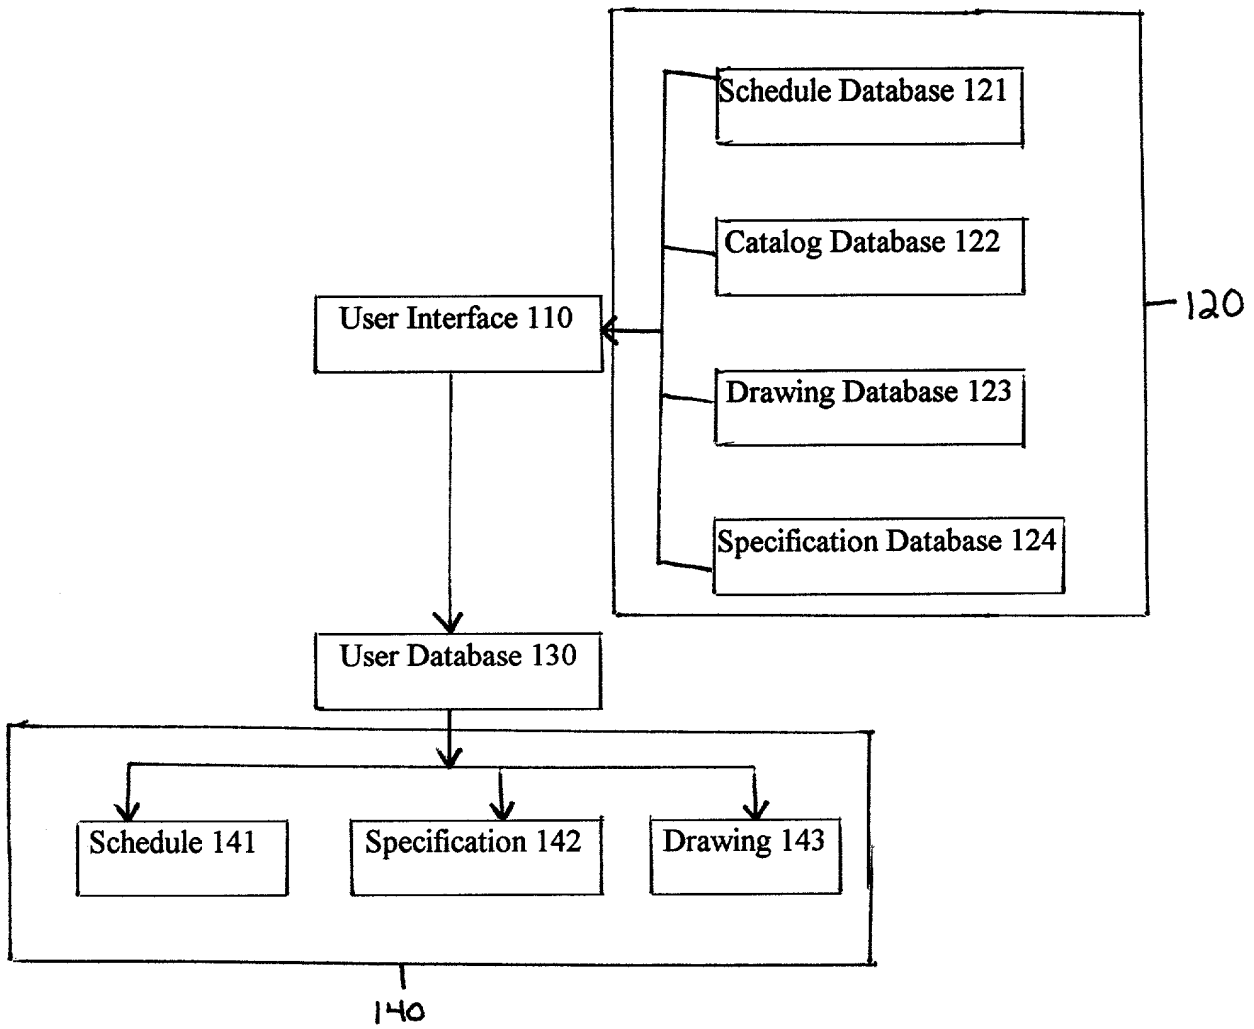 Schedule Database 121
Catalog Database 122
120
User Interface 110
Drawing Database 123
Specification Database 124
User Database 130
Schedule 141
Specification 142
Drawing 143
140